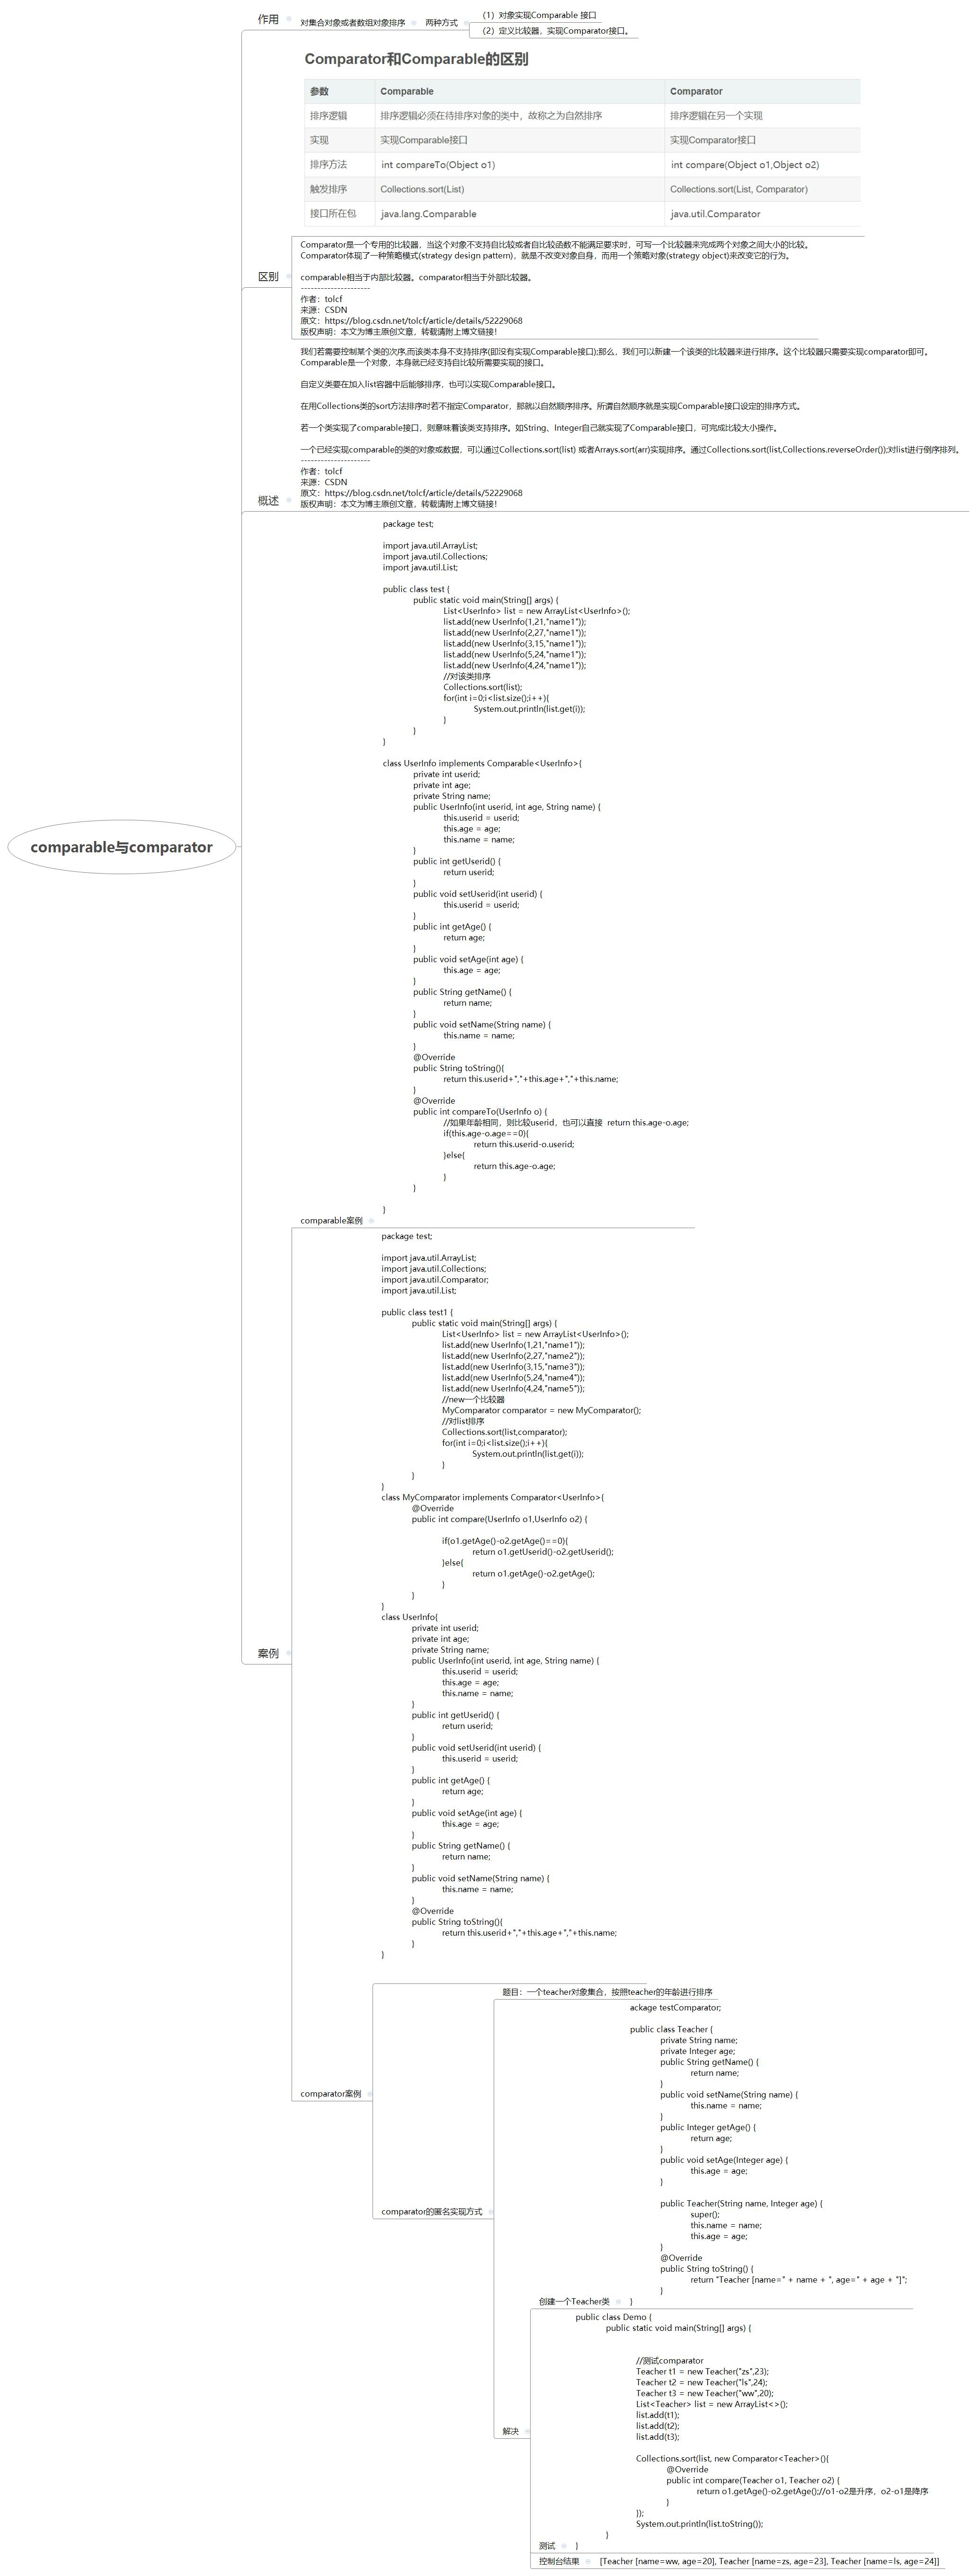 comparable与comparator
作用
对集合对象或者数组对象排序
两种方式
（1）对象实现Comparable 接口
（2）定义比较器，实现Comparator接口。
区别
Comparator和Comparable的区别
参数 Comparable Comparator
排序逻辑 排序逻辑必须在待排序对象的类中，故称之为自然排序 排序逻辑在另一个实现
实现 实现Comparable接口 实现Comparator接口
排序方法 int compareTo(Object o1) int compare(Object o1,Object o2)
触发排序 Collections.sort(List) Collections.sort(List, Comparator)
接口所在包 java.lang.Comparable java.util.Comparator
Comparator是一个专用的比较器，当这个对象不支持自比较或者自比较函数不能满足要求时，可写一个比较器来完成两个对象之间大小的比较。
Comparator体现了一种策略模式(strategy design pattern)，就是不改变对象自身，而用一个策略对象(strategy object)来改变它的行为。
comparable相当于内部比较器。comparator相当于外部比较器。
---------------------
作者：tolcf
来源：CSDN
原文：https://blog.csdn.net/tolcf/article/details/52229068
版权声明：本文为博主原创文章，转载请附上博文链接！
概述
我们若需要控制某个类的次序,而该类本身不支持排序(即没有实现Comparable接口);那么，我们可以新建一个该类的比较器来进行排序。这个比较器只需要实现comparator即可。
Comparable是一个对象，本身就已经支持自比较所需要实现的接口。
自定义类要在加入list容器中后能够排序，也可以实现Comparable接口。
在用Collections类的sort方法排序时若不指定Comparator，那就以自然顺序排序。所谓自然顺序就是实现Comparable接口设定的排序方式。
若一个类实现了comparable接口，则意味着该类支持排序。如String、Integer自己就实现了Comparable接口，可完成比较大小操作。
一个已经实现comparable的类的对象或数据，可以通过Collections.sort(list) 或者Arrays.sort(arr)实现排序。通过Collections.sort(list,Collections.reverseOrder());对list进行倒序排列。
---------------------
作者：tolcf
来源：CSDN
原文：https://blog.csdn.net/tolcf/article/details/52229068
版权声明：本文为博主原创文章，转载请附上博文链接！
案例
comparable案例
package test;
import java.util.ArrayList;
import java.util.Collections;
import java.util.List;
public class test {
public static void main(String[] args) {
List<UserInfo> list = new ArrayList<UserInfo>();
list.add(new UserInfo(1,21,"name1"));
list.add(new UserInfo(2,27,"name1"));
list.add(new UserInfo(3,15,"name1"));
list.add(new UserInfo(5,24,"name1"));
list.add(new UserInfo(4,24,"name1"));
//对该类排序
Collections.sort(list);
for(int i=0;i<list.size();i++){
System.out.println(list.get(i));
}
}
}
class UserInfo implements Comparable<UserInfo>{
private int userid;
private int age;
private String name;
public UserInfo(int userid, int age, String name) {
this.userid = userid;
this.age = age;
this.name = name;
}
public int getUserid() {
return userid;
}
public void setUserid(int userid) {
this.userid = userid;
}
public int getAge() {
return age;
}
public void setAge(int age) {
this.age = age;
}
public String getName() {
return name;
}
public void setName(String name) {
this.name = name;
}
@Override
public String toString(){
return this.userid+","+this.age+","+this.name;
}
@Override
public int compareTo(UserInfo o) {
//如果年龄相同，则比较userid，也可以直接 return this.age-o.age;
if(this.age-o.age==0){
return this.userid-o.userid;
}else{
return this.age-o.age;
}
}
}
comparator案例
package test;
import java.util.ArrayList;
import java.util.Collections;
import java.util.Comparator;
import java.util.List;
public class test1 {
public static void main(String[] args) {
List<UserInfo> list = new ArrayList<UserInfo>();
list.add(new UserInfo(1,21,"name1"));
list.add(new UserInfo(2,27,"name2"));
list.add(new UserInfo(3,15,"name3"));
list.add(new UserInfo(5,24,"name4"));
list.add(new UserInfo(4,24,"name5"));
//new一个比较器
MyComparator comparator = new MyComparator();
//对list排序
Collections.sort(list,comparator);
for(int i=0;i<list.size();i++){
System.out.println(list.get(i));
}
}
}
class MyComparator implements Comparator<UserInfo>{
@Override
public int compare(UserInfo o1,UserInfo o2) {
if(o1.getAge()-o2.getAge()==0){
return o1.getUserid()-o2.getUserid();
}else{
return o1.getAge()-o2.getAge();
}
}
}
class UserInfo{
private int userid;
private int age;
private String name;
public UserInfo(int userid, int age, String name) {
this.userid = userid;
this.age = age;
this.name = name;
}
public int getUserid() {
return userid;
}
public void setUserid(int userid) {
this.userid = userid;
}
public int getAge() {
return age;
}
public void setAge(int age) {
this.age = age;
}
public String getName() {
return name;
}
public void setName(String name) {
this.name = name;
}
@Override
public String toString(){
return this.userid+","+this.age+","+this.name;
}
}
comparator的匿名实现方式
题目：一个teacher对象集合，按照teacher的年龄进行排序
解决
创建一个Teacher类
ackage testComparator;
public class Teacher {
private String name;
private Integer age;
public String getName() {
return name;
}
public void setName(String name) {
this.name = name;
}
public Integer getAge() {
return age;
}
public void setAge(Integer age) {
this.age = age;
}
public Teacher(String name, Integer age) {
super();
this.name = name;
this.age = age;
}
@Override
public String toString() {
return "Teacher [name=" + name + ", age=" + age + "]";
}
}
测试
public class Demo {
public static void main(String[] args) {
//测试comparator
Teacher t1 = new Teacher("zs",23);
Teacher t2 = new Teacher("ls",24);
Teacher t3 = new Teacher("ww",20);
List<Teacher> list = new ArrayList<>();
list.add(t1);
list.add(t2);
list.add(t3);
Collections.sort(list, new Comparator<Teacher>(){
@Override
public int compare(Teacher o1, Teacher o2) {
return o1.getAge()-o2.getAge();//o1-o2是升序，o2-o1是降序
}
});
System.out.println(list.toString());
}
}
控制台结果
[Teacher [name=ww, age=20], Teacher [name=zs, age=23], Teacher [name=ls, age=24]]